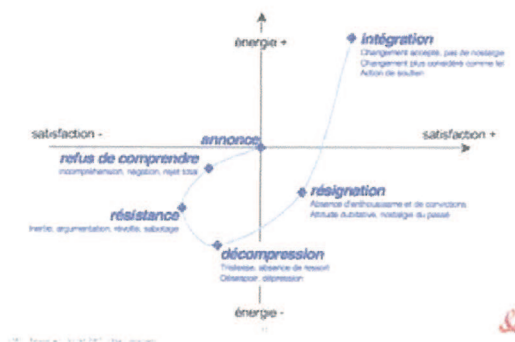 énergie +
intégration
Changement accepté, pas de nostalgie
Changement plus considéré comme tel
Action de soutien
satisfaction -
annonce
satisfaction +
refus de comprendre
incompréhension, négation, rejet total
résignation
Absence d'enthousiasme et de convictions
Attitude dubitative, nostalgie du passé
résistance
Inertie, argumentation, révolte, sabotage
décompression
Tristesse, absence de ressort
Désespoir, dépression
énergie -